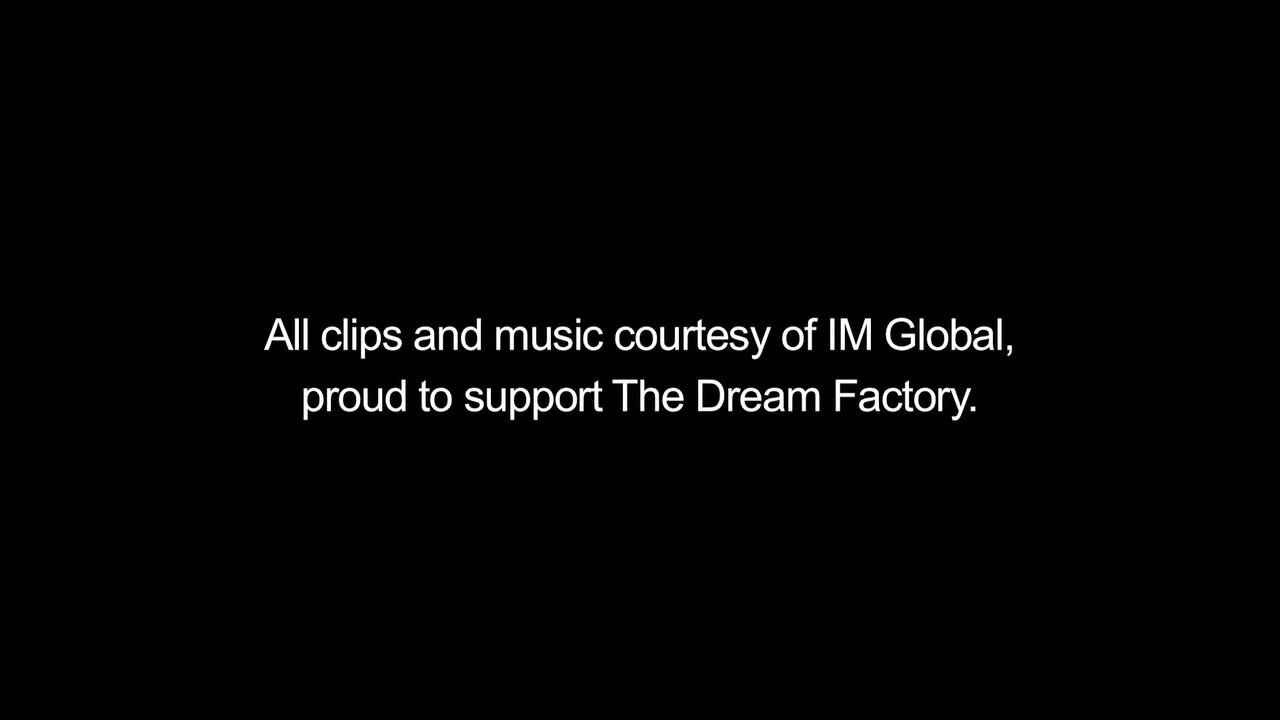 All clips and music courtesy of IM Global,
proud to support The Dream Factory.